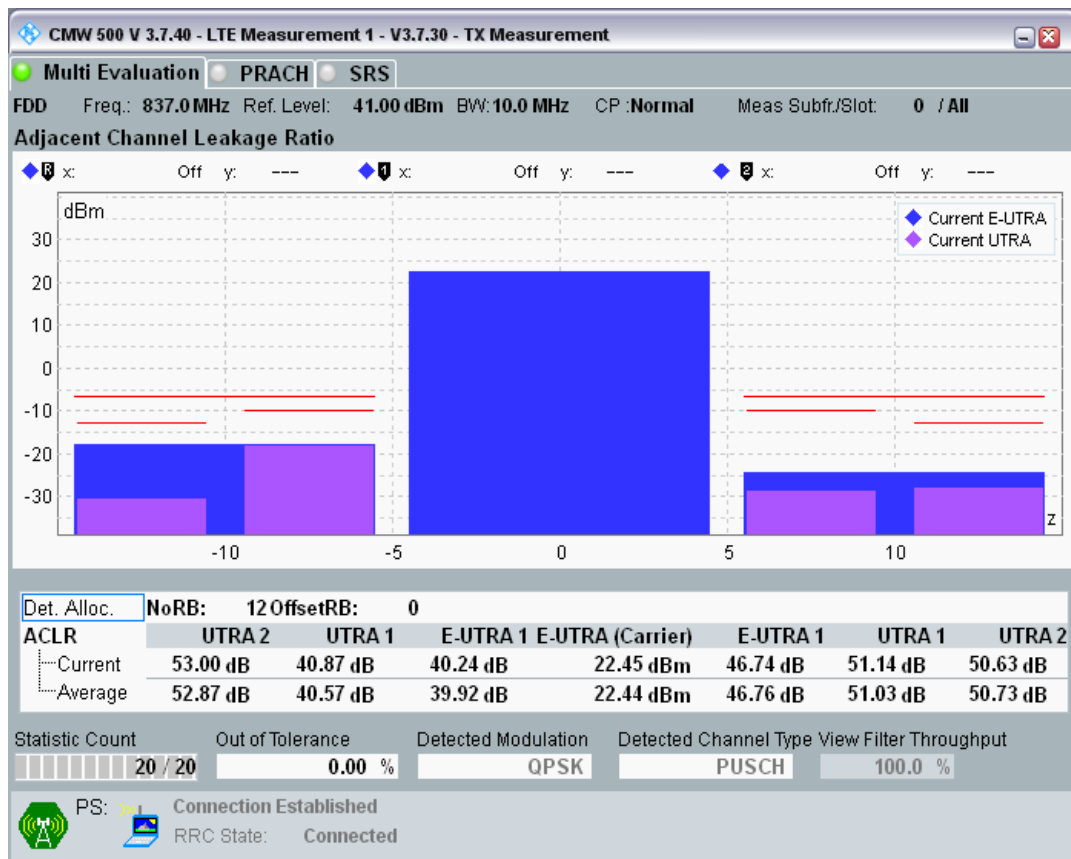 CMW 500 V 3.7.40 - LTE Measurement 1 - V3.7.30 - TX Measurement
Multi Evaluation PRACH SRS
FDD Freq.: 837.0 MHz Ref. Level: 41.00 dBm BW: 10.0 MHz CP :Normal Meas Subfr./Slot: 0 / All
Adjacent Channel Leakage Ratio
R x: Off y: --- 1 x: Off y: --- 2 x: Off y: ---
dBm
Current E-UTRA
Current UTRA
30
20
10
0
-10
-20
-30
z
-10 -5 0 5 10
Det. Alloc. NoRB: 12 OffsetRB: 0
ACLR UTRA 2 UTRA 1 E-UTRA 1 E-UTRA (Carrier) E-UTRA 1 UTRA 1 UTRA 2
Current 53.00 dB 40.87 dB 40.24 dB 22.45 dBm 46.74 dB 51.14 dB 50.63 dB
Average 52.87 dB 40.57 dB 39.92 dB 22.44 dBm 46.76 dB 51.03 dB 50.73 dB
Statistic Count Out of Tolerance Detected Modulation Detected Channel Type View Filter Throughput
20 / 20 0.00 % QPSK PUSCH 100.0 %
PS: Connection Established
RRC State: Connected